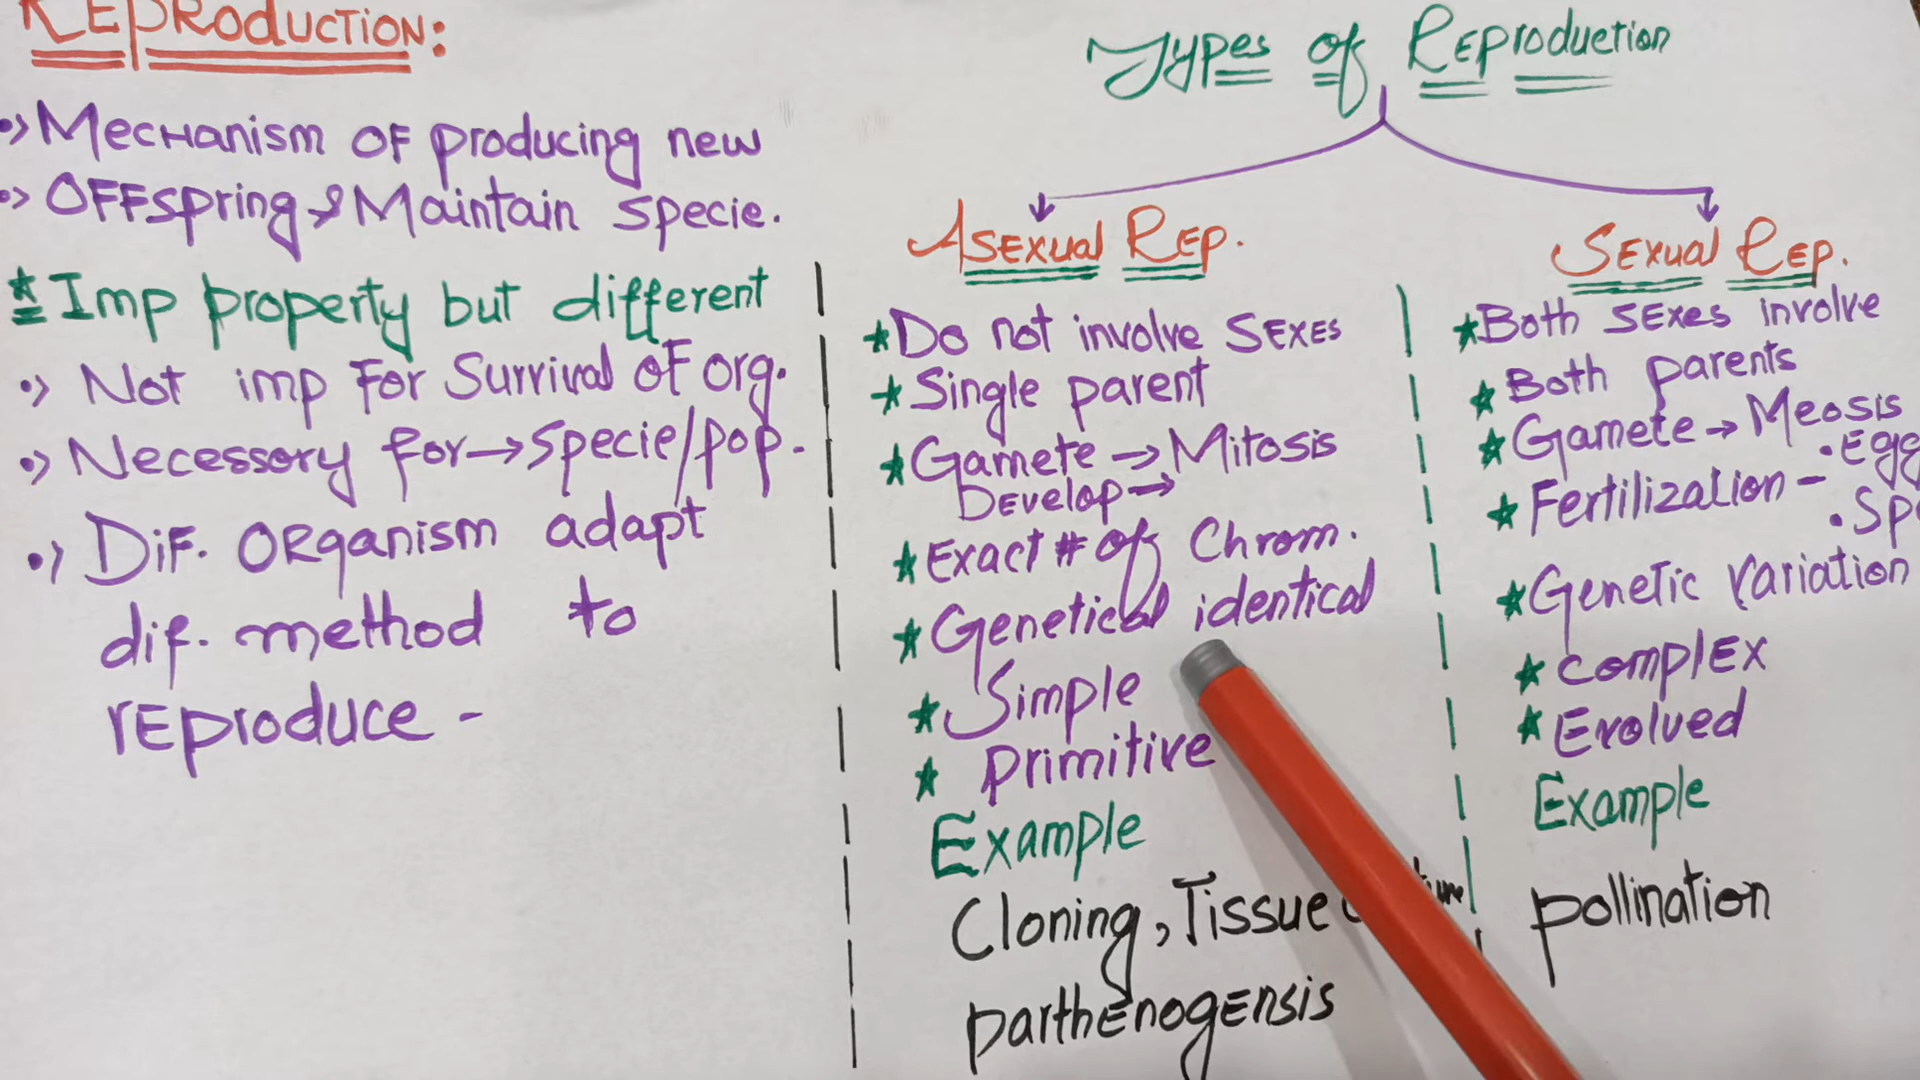 REPRODUCTION:
Mechanism of producing new
Offspring & Maintain specie.
Imp property but different
Not imp For Survival of org.
Necessory for → specie/pop.
Dif. ORganism adapt
dif. method to
rEproduce -
Types of REproduction
Asexual Rep.
Do not involve SExES
Single parent
Gamete → Mitosis
Develop →
Exact # of Chrom.
Genetical identical
Simple
Primitive
Example
Cloning, Tissue
parthenogensis
Sexual Rep.
Both SExes involve
Both parents
Gamete → Meosis
Fertilization - . Egg
. Sp
Genetic variation
complEx
Evolved
Example
pollination